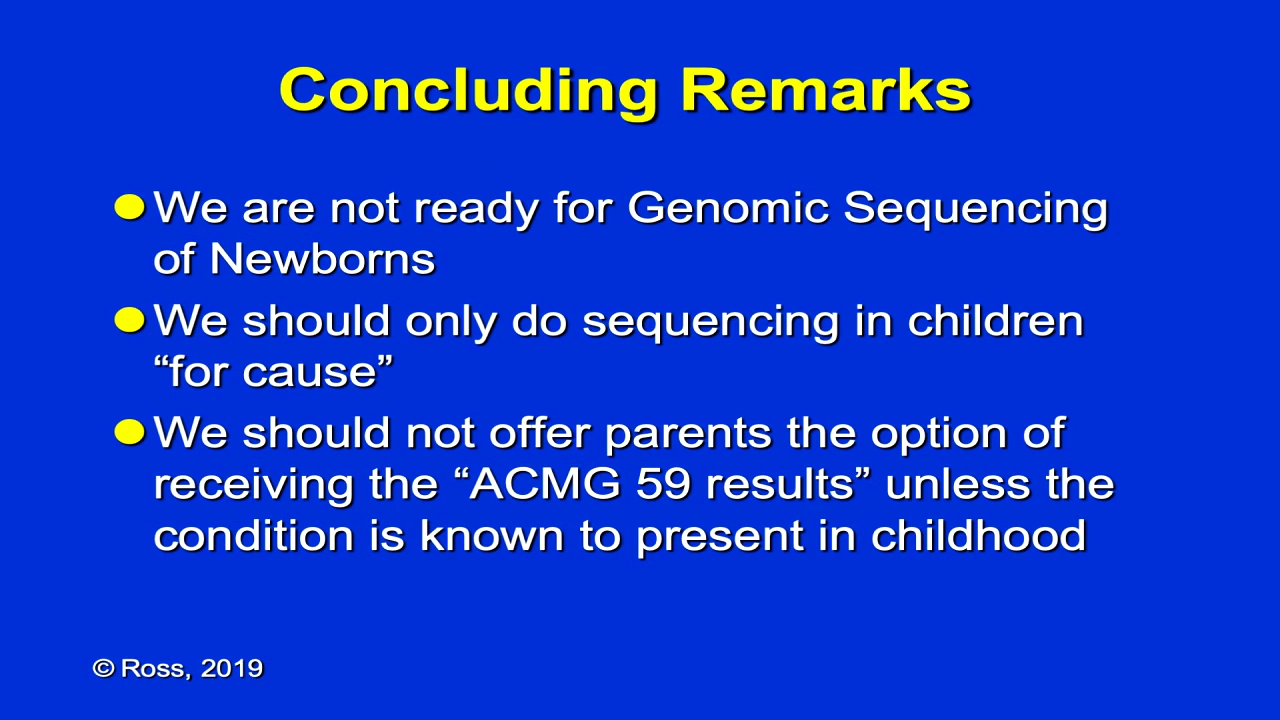 Concluding Remarks
We are not ready for Genomic Sequencing
of Newborns
We should only do sequencing in children
“for cause”
We should not offer parents the option of
receiving the “ACMG 59 results” unless the
condition is known to present in childhood
© Ross, 2019